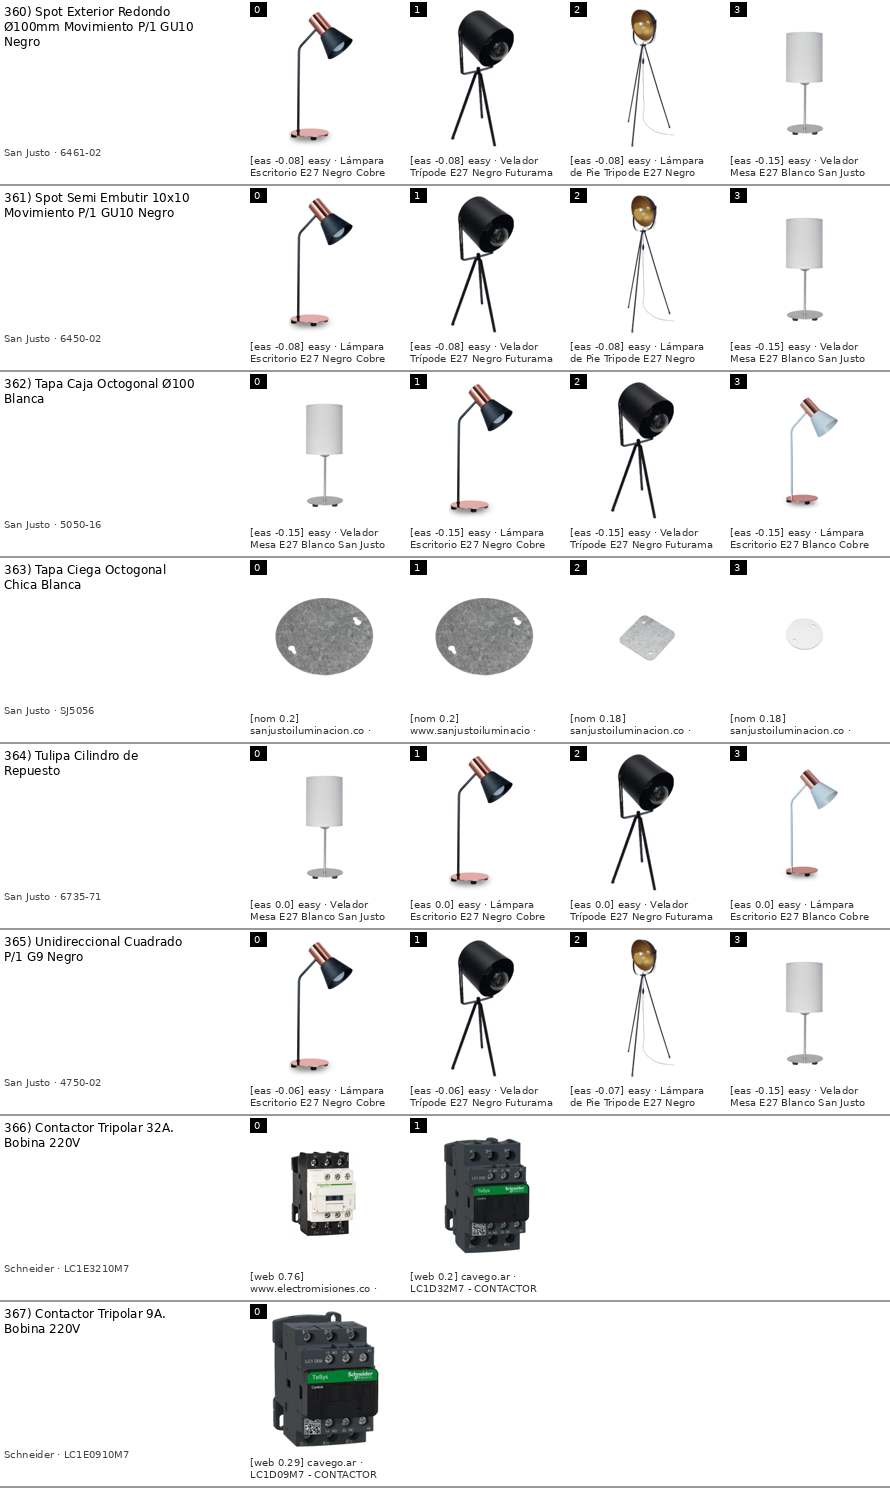 360) Spot Exterior Redondo
Ø100mm Movimiento P/1 GU10
Negro
San Justo · 6461-02
0
[eas -0.08] easy · Lámpara
Escritorio E27 Negro Cobre
1
[eas -0.08] easy · Velador
Trípode E27 Negro Futurama
2
[eas -0.08] easy · Lámpara
de Pie Tripode E27 Negro
3
[eas -0.15] easy · Velador
Mesa E27 Blanco San Justo
361) Spot Semi Embutir 10x10
Movimiento P/1 GU10 Negro
San Justo · 6450-02
0
[eas -0.08] easy · Lámpara
Escritorio E27 Negro Cobre
1
[eas -0.08] easy · Velador
Trípode E27 Negro Futurama
2
[eas -0.08] easy · Lámpara
de Pie Tripode E27 Negro
3
[eas -0.15] easy · Velador
Mesa E27 Blanco San Justo
362) Tapa Caja Octogonal Ø100
Blanca
San Justo · 5050-16
0
[eas -0.15] easy · Velador
Mesa E27 Blanco San Justo
1
[eas -0.15] easy · Lámpara
Escritorio E27 Negro Cobre
2
[eas -0.15] easy · Velador
Trípode E27 Negro Futurama
3
[eas -0.15] easy · Lámpara
Escritorio E27 Blanco Cobre
363) Tapa Ciega Octogonal
Chica Blanca
San Justo · SJ5056
0
[nom 0.2]
sanjustoiluminacion.co ·
1
[nom 0.2]
www.sanjustoiluminacio ·
2
[nom 0.18]
sanjustoiluminacion.co ·
3
[nom 0.18]
sanjustoiluminacion.co ·
364) Tulipa Cilindro de
Repuesto
San Justo · 6735-71
0
[eas 0.0] easy · Velador
Mesa E27 Blanco San Justo
1
[eas 0.0] easy · Lámpara
Escritorio E27 Negro Cobre
2
[eas 0.0] easy · Velador
Trípode E27 Negro Futurama
3
[eas 0.0] easy · Lámpara
Escritorio E27 Blanco Cobre
365) Unidireccional Cuadrado
P/1 G9 Negro
San Justo · 4750-02
0
[eas -0.06] easy · Lámpara
Escritorio E27 Negro Cobre
1
[eas -0.06] easy · Velador
Trípode E27 Negro Futurama
2
[eas -0.07] easy · Lámpara
de Pie Tripode E27 Negro
3
[eas -0.15] easy · Velador
Mesa E27 Blanco San Justo
366) Contactor Tripolar 32A.
Bobina 220V
Schneider · LC1E3210M7
0
[web 0.76]
www.electromisiones.co ·
1
TeSys
Schneider
[web 0.2] cavego.ar ·
LC1D32M7 - CONTACTOR
367) Contactor Tripolar 9A.
Bobina 220V
Schneider · LC1E0910M7
0
TeSys
Schneider
[web 0.29] cavego.ar ·
LC1D09M7 - CONTACTOR